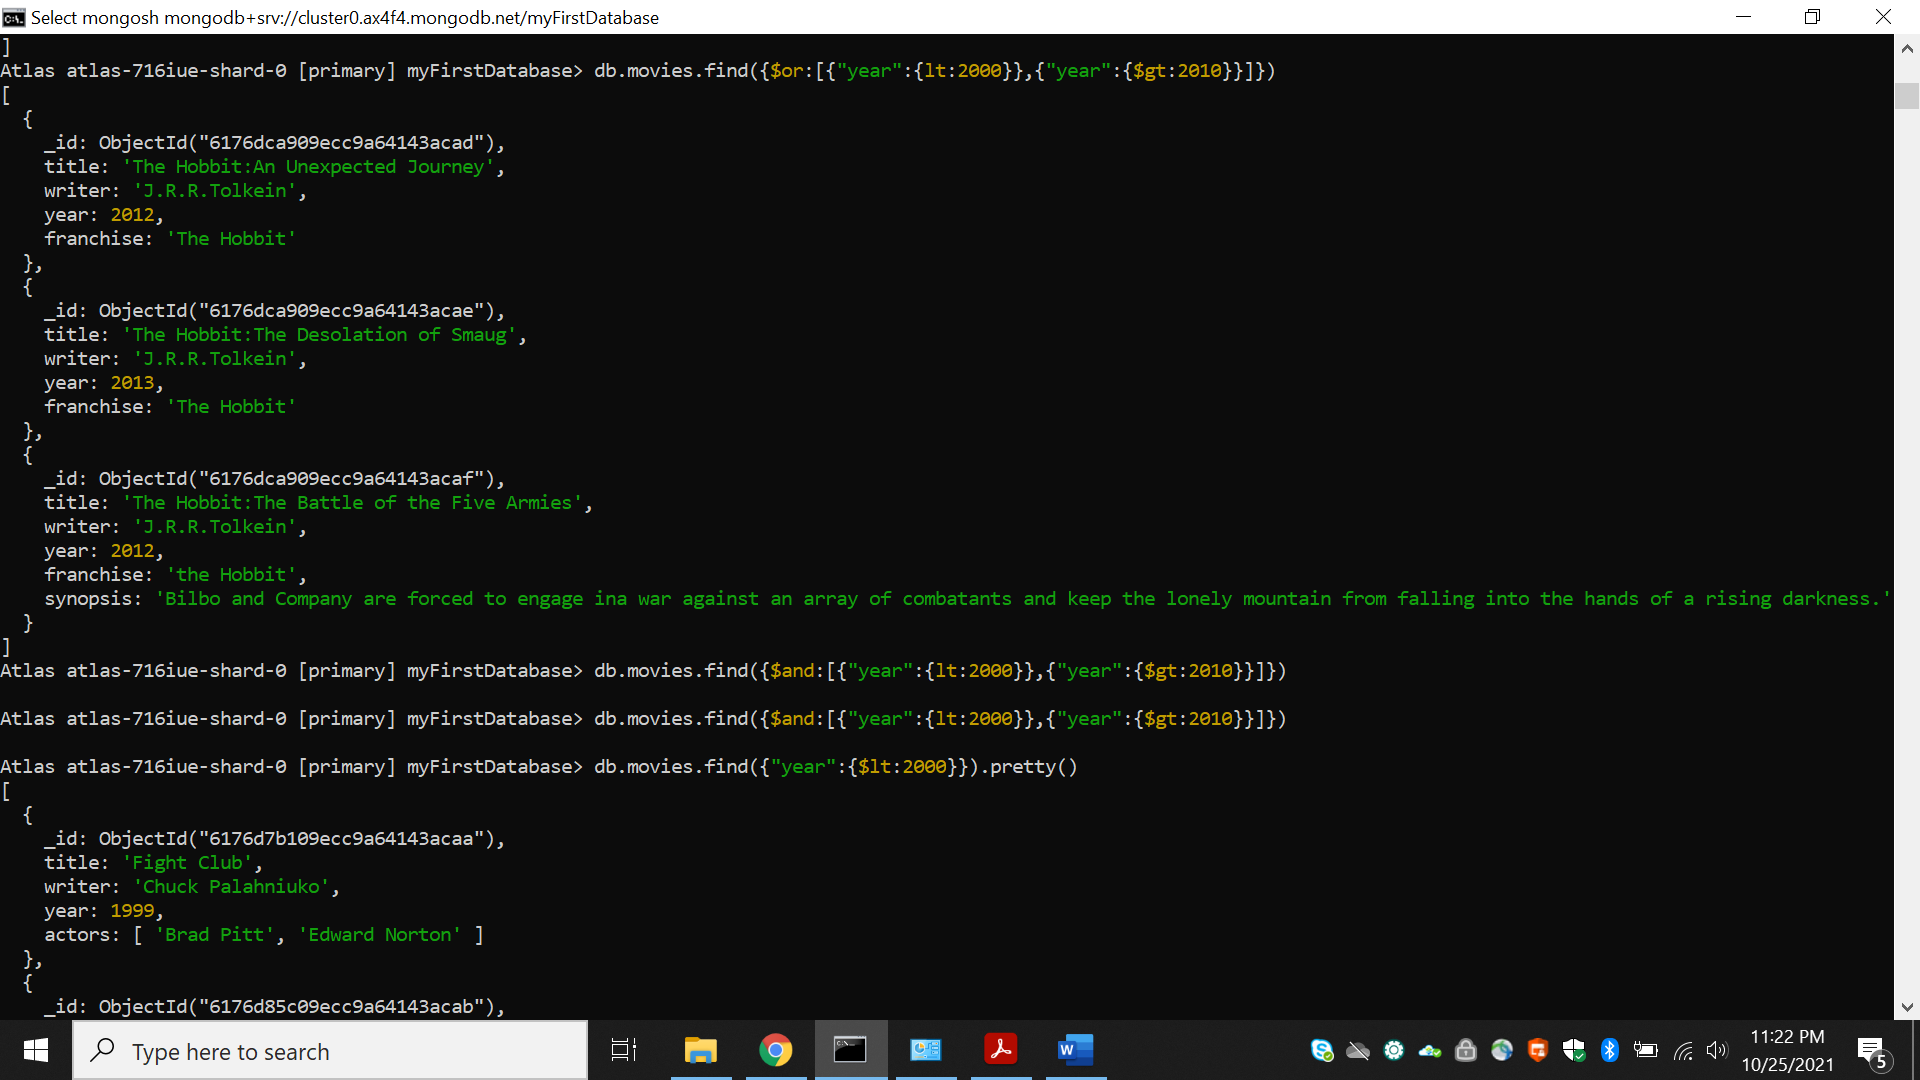 Select mongosh mongodb+srv://cluster0.ax4f4.mongodb.net/myFirstDatabase
]
Atlas atlas-716iue-shard-0 [primary] myFirstDatabase> db.movies.find({$or:[{"year":{lt:2000}},{"year":{$gt:2010}}]})
[
  {
    _id: ObjectId("6176dca909ecc9a64143acad"),
    title: 'The Hobbit:An Unexpected Journey',
    writer: 'J.R.R.Tolkein',
    year: 2012,
    franchise: 'The Hobbit'
  },
  {
    _id: ObjectId("6176dca909ecc9a64143acae"),
    title: 'The Hobbit:The Desolation of Smaug',
    writer: 'J.R.R.Tolkein',
    year: 2013,
    franchise: 'The Hobbit'
  },
  {
    _id: ObjectId("6176dca909ecc9a64143acaf"),
    title: 'The Hobbit:The Battle of the Five Armies',
    writer: 'J.R.R.Tolkein',
    year: 2012,
    franchise: 'the Hobbit',
    synopsis: 'Bilbo and Company are forced to engage ina war against an array of combatants and keep the lonely mountain from falling into the hands of a rising darkness.'
  }
]
Atlas atlas-716iue-shard-0 [primary] myFirstDatabase> db.movies.find({$and:[{"year":{lt:2000}},{"year":{$gt:2010}}]})
Atlas atlas-716iue-shard-0 [primary] myFirstDatabase> db.movies.find({$and:[{"year":{lt:2000}},{"year":{$gt:2010}}]})
Atlas atlas-716iue-shard-0 [primary] myFirstDatabase> db.movies.find({"year":{$lt:2000}}).pretty()
[
  {
    _id: ObjectId("6176d7b109ecc9a64143acaa"),
    title: 'Fight Club',
    writer: 'Chuck Palahniuko',
    year: 1999,
    actors: [ 'Brad Pitt', 'Edward Norton' ]
  },
  {
    _id: ObjectId("6176d85c09ecc9a64143acab"),
Type here to search
11:22 PM
10/25/2021
5